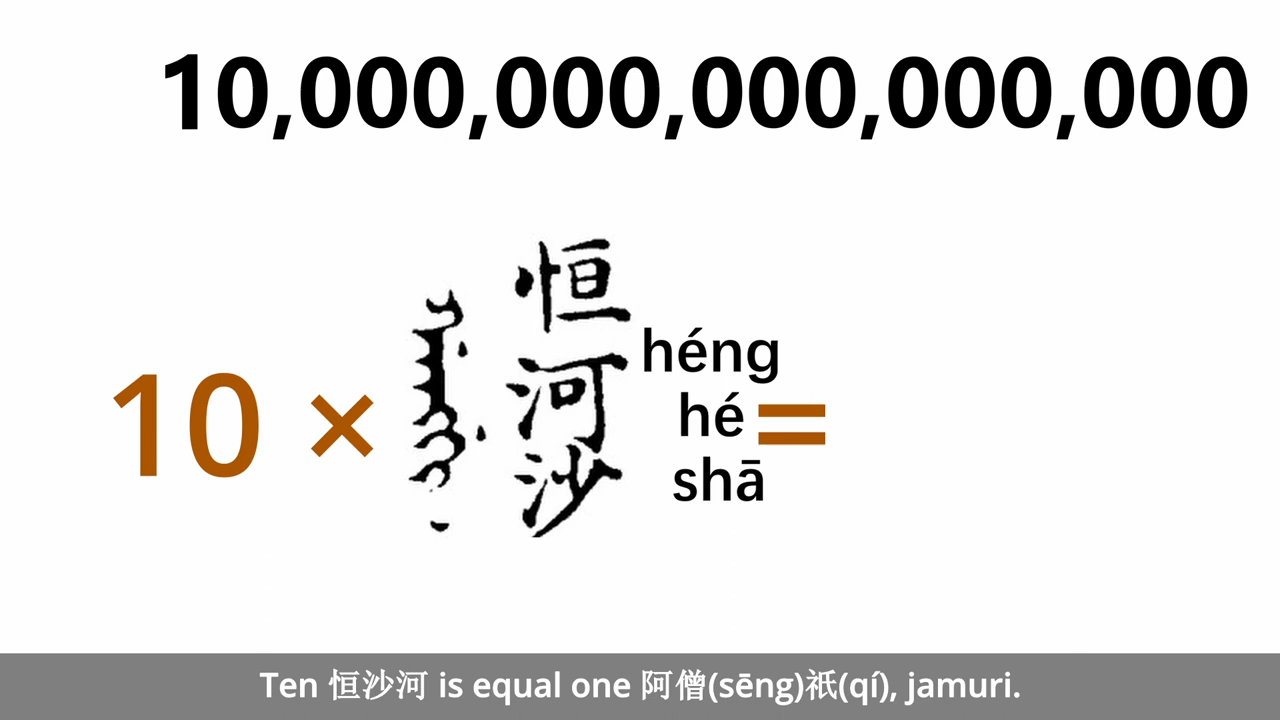 10,000,000,000,000,000
10 ×
恒河沙
héng
hé
shā
=
Ten 恒沙河 is equal one 阿僧(sēng)祇(qí), jamuri.